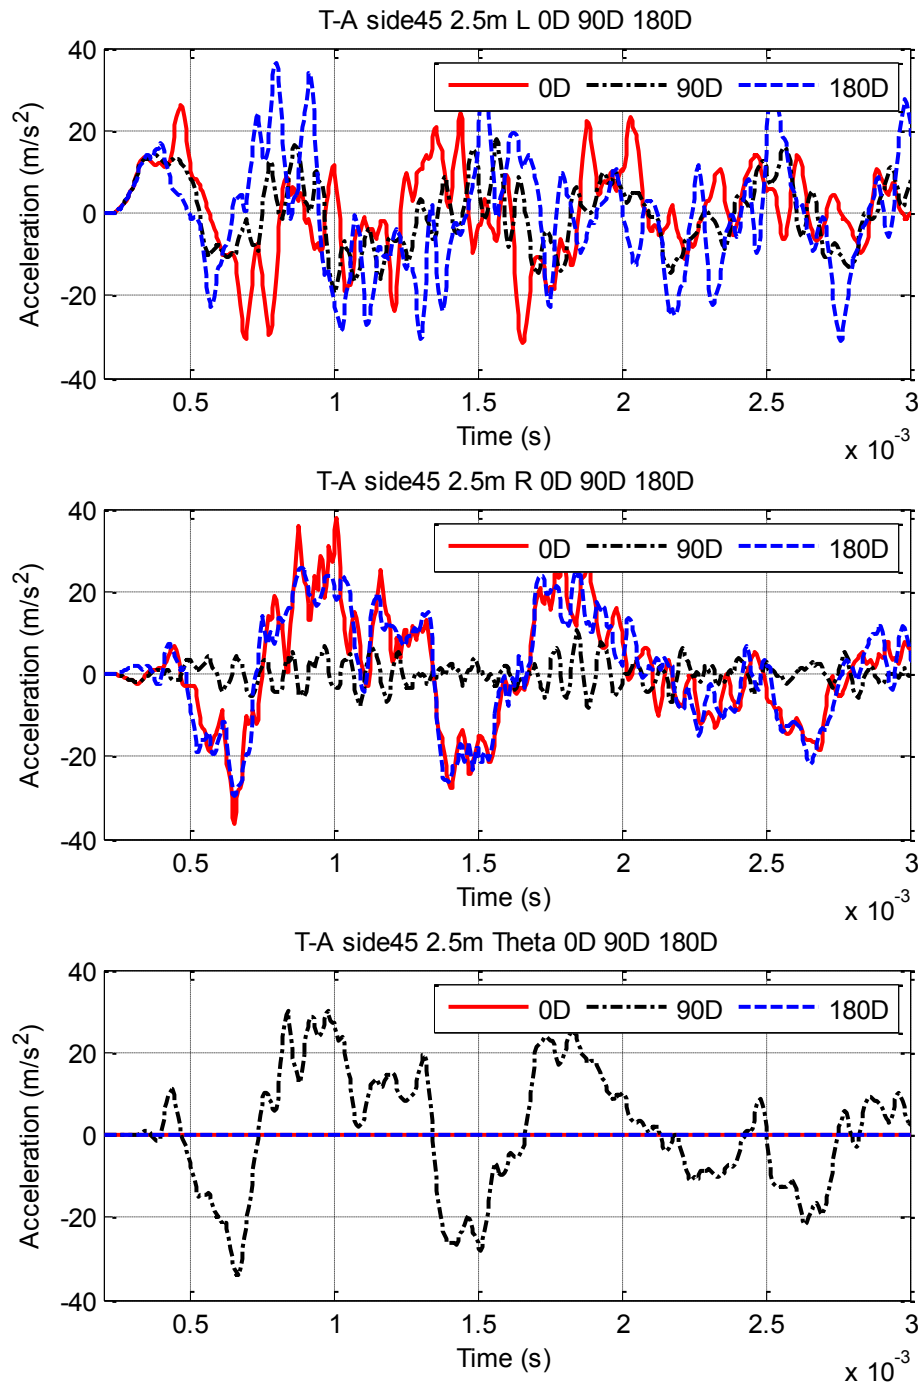 T-A side45 2.5m L 0D 90D 180D
40
20
0
-20
-40
Acceleration (m/s²)
0D 90D 180D
0.5 1 1.5 2 2.5 3
Time (s)
x 10⁻³
T-A side45 2.5m R 0D 90D 180D
40
20
0
-20
-40
Acceleration (m/s²)
0D 90D 180D
0.5 1 1.5 2 2.5 3
Time (s)
x 10⁻³
T-A side45 2.5m Theta 0D 90D 180D
40
20
0
-20
-40
Acceleration (m/s²)
0D 90D 180D
0.5 1 1.5 2 2.5 3
Time (s)
x 10⁻³